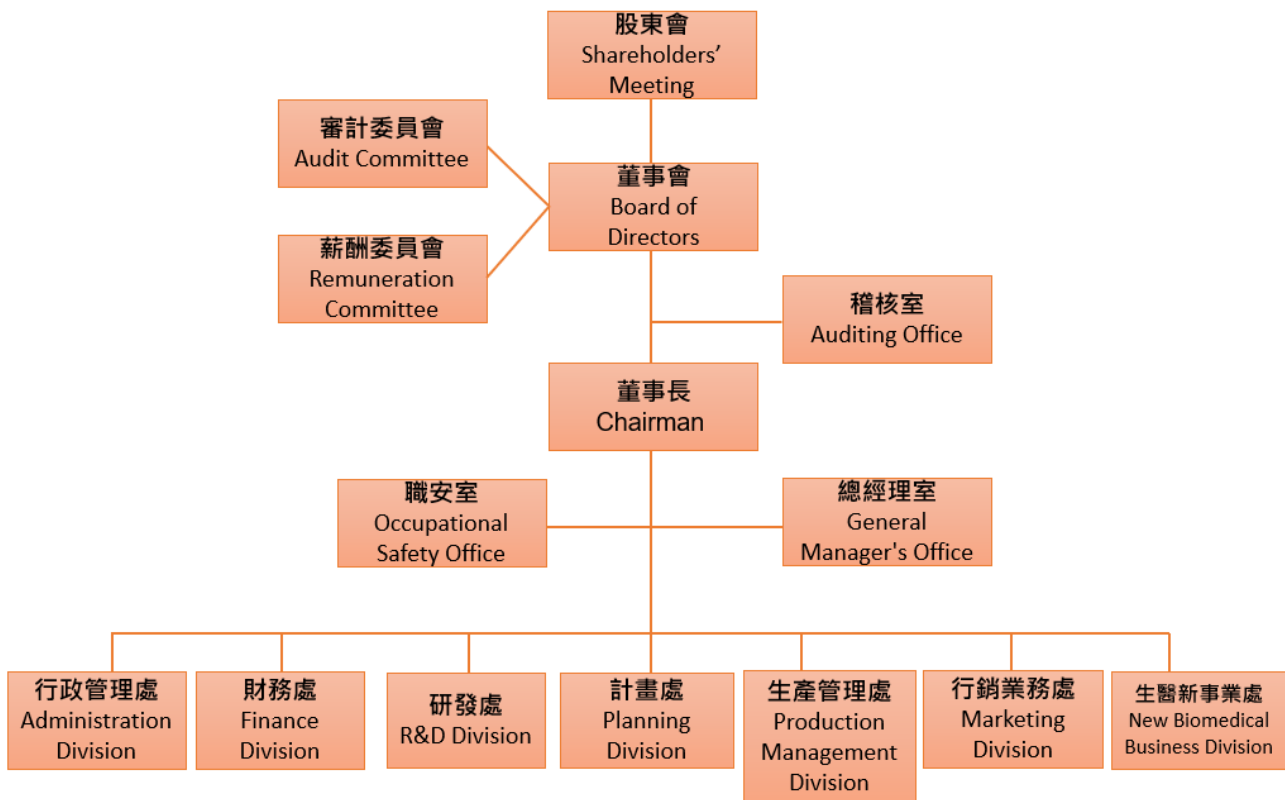 股東會
Shareholders’
Meeting
審計委員會
Audit Committee
董事會
Board of
Directors
薪酬委員會
Remuneration
Committee
稽核室
Auditing Office
董事長
Chairman
職安室
Occupational
Safety Office
總經理室
General
Manager's Office
行政管理處
Administration
Division
財務處
Finance
Division
研發處
R&D Division
計畫處
Planning
Division
生產管理處
Production
Management
Division
行銷業務處
Marketing
Division
生醫新事業處
New Biomedical
Business Division